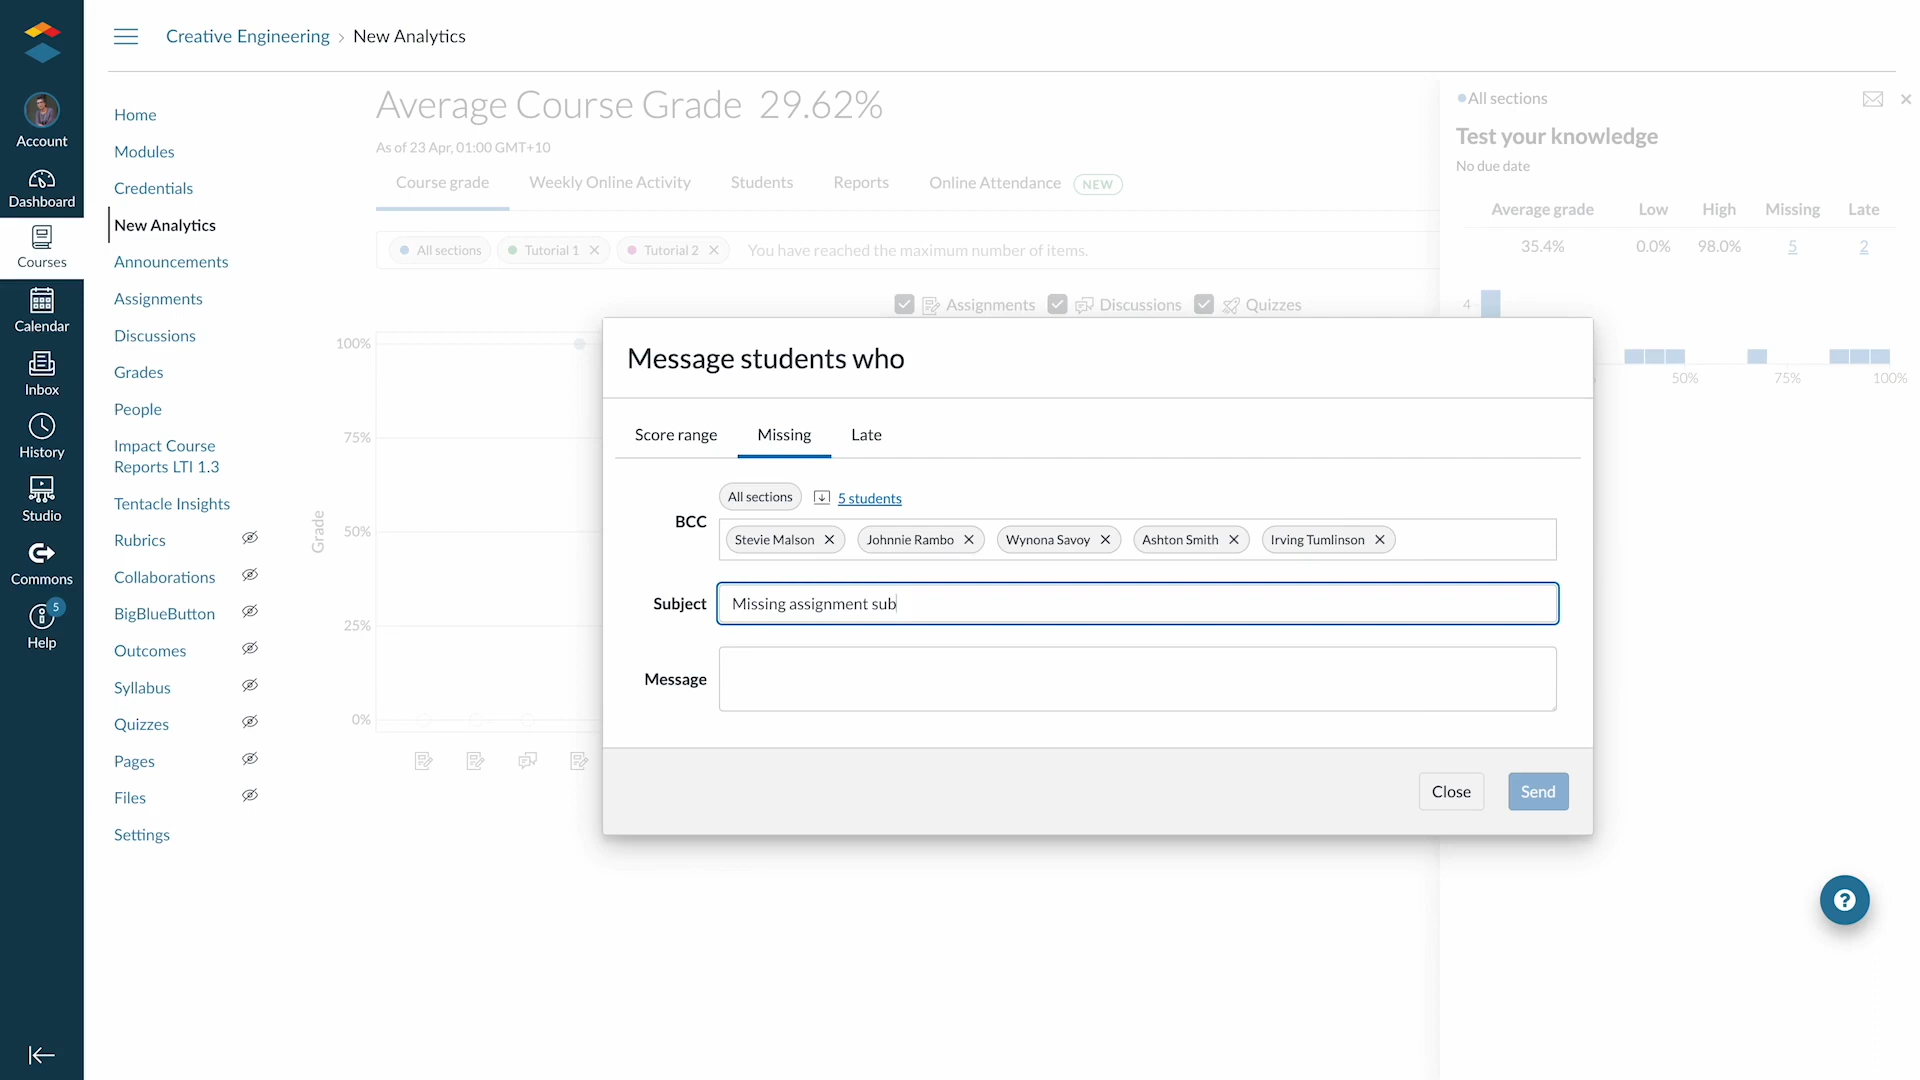 Creative Engineering › New Analytics
Account
Dashboard
Courses
Calendar
Inbox
History
Studio
Commons
5
Help
Home
Modules
Credentials
New Analytics
Announcements
Assignments
Discussions
Grades
People
Impact Course
Reports LTI 1.3
Tentacle Insights
Rubrics
Collaborations
BigBlueButton
Outcomes
Syllabus
Quizzes
Pages
Files
Settings
Average Course Grade 29.62%
As of 23 Apr, 01:00 GMT+10
Course grade Weekly Online Activity Students Reports Online Attendance NEW
All sections Tutorial 1 Tutorial 2 You have reached the maximum number of items.
Assignments Discussions Quizzes
Grade
100%
75%
50%
25%
0%
Message students who
Score range Missing Late
All sections 5 students
BCC
Stevie Malson Johnnie Rambo Wynona Savoy Ashton Smith Irving Tumlinson
Subject Missing assignment sub
Message
Close Send
All sections
Test your knowledge
No due date
Average grade Low High Missing Late
35.4% 0.0% 98.0% 5 2
4
50% 75% 100%